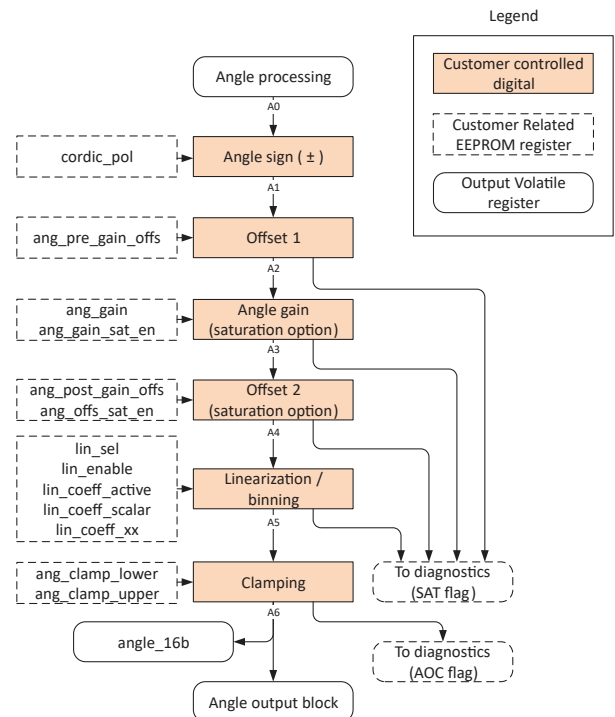 Legend
Customer controlled
digital
Customer Related
EEPROM register
Output Volatile
register
Angle processing
A0
cordic_pol
Angle sign ( ± )
A1
ang_pre_gain_offs
Offset 1
A2
ang_gain
ang_gain_sat_en
Angle gain
(saturation option)
A3
ang_post_gain_offs
ang_offs_sat_en
Offset 2
(saturation option)
A4
lin_sel
lin_enable
lin_coeff_active
lin_coeff_scalar
lin_coeff_xx
Linearization /
binning
A5
To diagnostics
(SAT flag)
ang_clamp_lower
ang_clamp_upper
Clamping
A6
angle_16b
To diagnostics
(AOC flag)
Angle output block